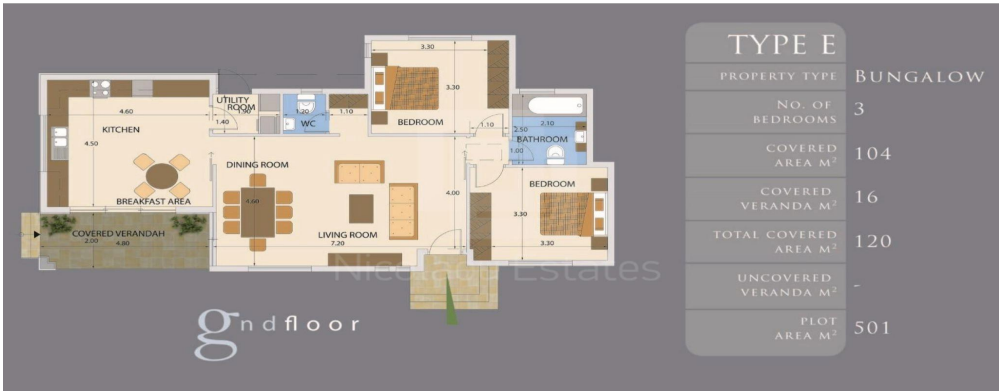 3.30
3.30
BEDROOM
4.60
KITCHEN
4.50
BREAKFAST AREA
UTILITY
ROOM
1.90
1.40
1.20
WC
1.10
1.10
2.50
2.10
BATHROOM
1.00
DINING ROOM
4.60
4.00
BEDROOM
3.30
3.30
LIVING ROOM
7.20
COVERED VERANDAH
2.00
4.80
Nicolaou Estates
gndfloor
TYPE E
PROPERTY TYPE BUNGALOW
NO. OF
BEDROOMS 3
COVERED
AREA M² 104
COVERED
VERANDA M² 16
TOTAL COVERED
AREA M² 120
UNCOVERED
VERANDA M² -
PLOT
AREA M² 501